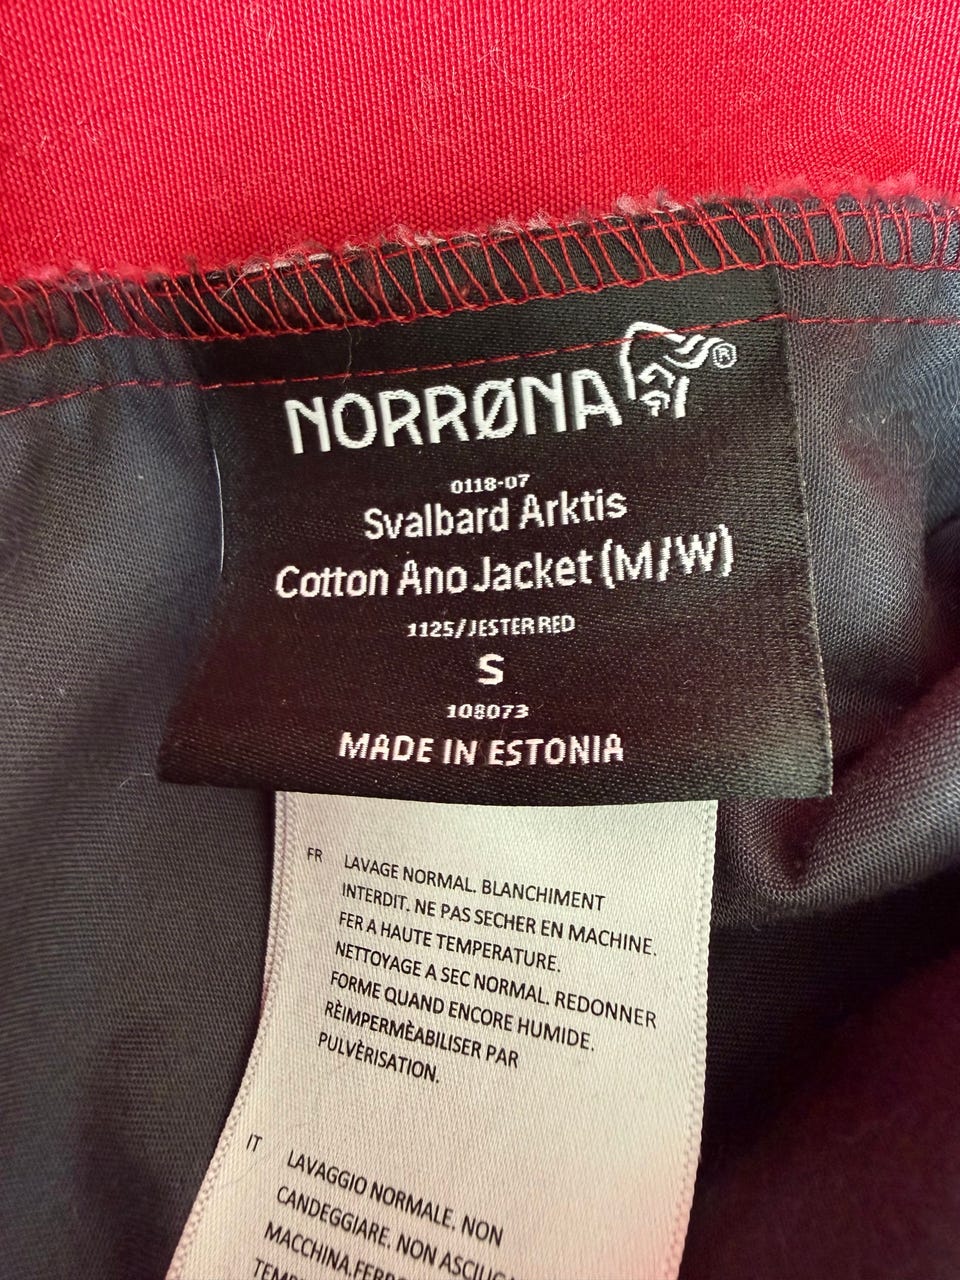 NORRØNA ®
0118-07
Svalbard Arktis
Cotton Ano Jacket (M/W)
1125/JESTER RED
S
108073
MADE IN ESTONIA
FR LAVAGE NORMAL. BLANCHIMENT
INTERDIT. NE PAS SECHER EN MACHINE.
FER A HAUTE TEMPERATURE.
NETTOYAGE A SEC NORMAL. REDONNER
FORME QUAND ENCORE HUMIDE.
RÈIMPERMÈABILISER PAR
PULVÈRISATION.
IT LAVAGGIO NORMALE. NON
CANDEGGIARE. NON
MACCHINA.